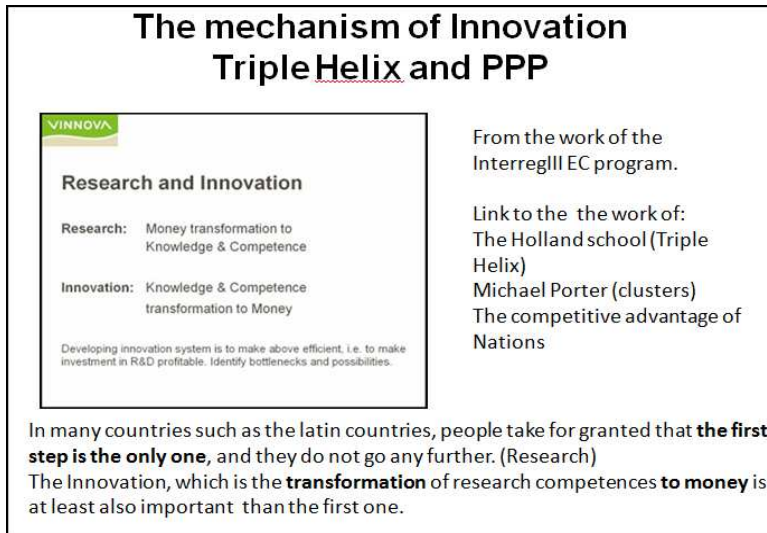 The mechanism of Innovation
Triple Helix and PPP
VINNOVA
Research and Innovation
Research: Money transformation to
Knowledge & Competence
Innovation: Knowledge & Competence
transformation to Money
Developing innovation system is to make above efficient, i.e. to make
investment in R&D profitable. Identify bottlenecks and possibilities.
From the work of the
InterregIII EC program.
Link to the the work of:
The Holland school (Triple
Helix)
Michael Porter (clusters)
The competitive advantage of
Nations
In many countries such as the latin countries, people take for granted that the first
step is the only one, and they do not go any further. (Research)
The Innovation, which is the transformation of research competences to money is
at least also important than the first one.